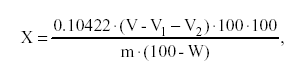 X = 0.10422·(V - V₁ – V₂)·100·100 / m·(100 - W) ,